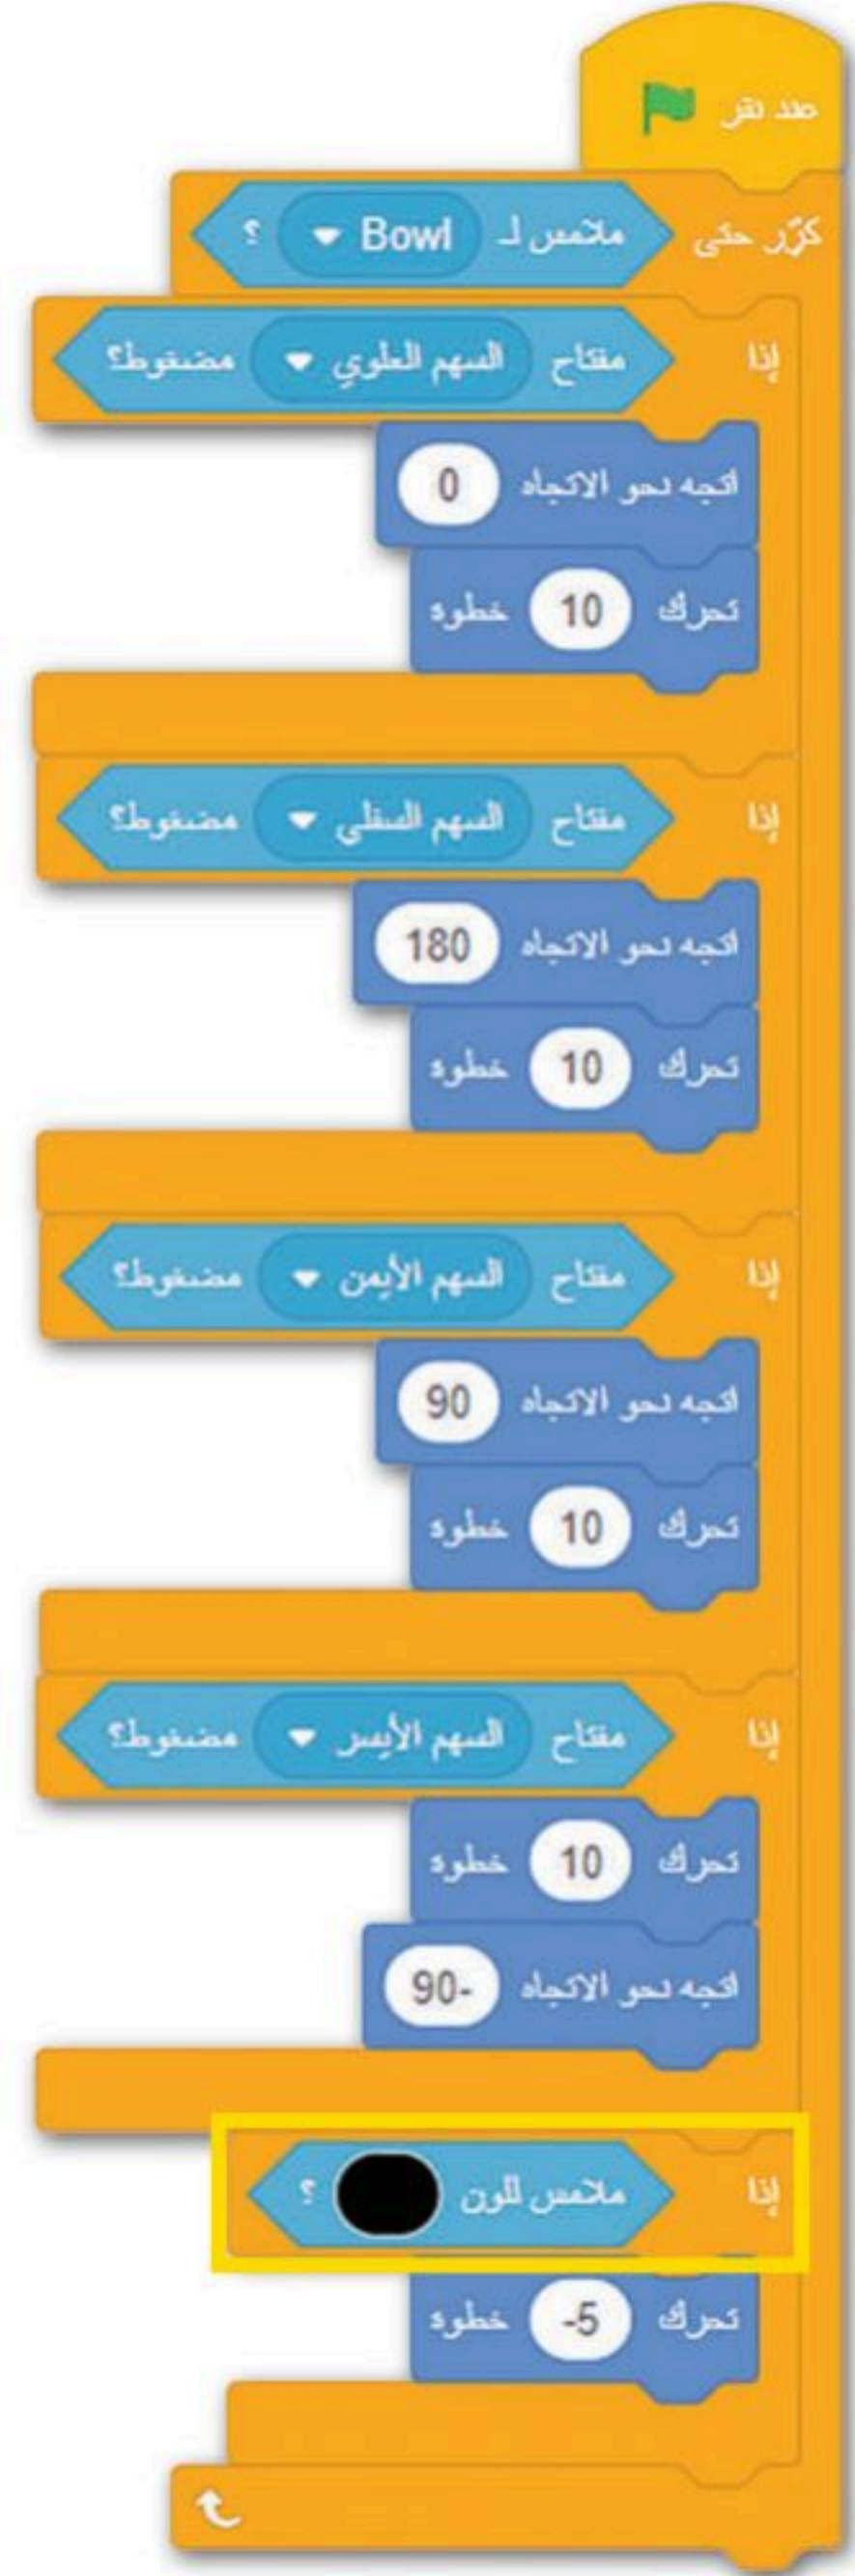 عند نقر
كرّر حتى ملامس لـ Bowl ؟
إذا مفتاح السهم العلوي مضغوط؟
اتجه نحو الاتجاه 0
تحرك 10 خطوة
إذا مفتاح السهم السفلي مضغوط؟
اتجه نحو الاتجاه 180
تحرك 10 خطوة
إذا مفتاح السهم الأيمن مضغوط؟
اتجه نحو الاتجاه 90
تحرك 10 خطوة
إذا مفتاح السهم الأيسر مضغوط؟
تحرك 10 خطوة
اتجه نحو الاتجاه 90-
إذا ملامس للون ؟
تحرك -5 خطوة